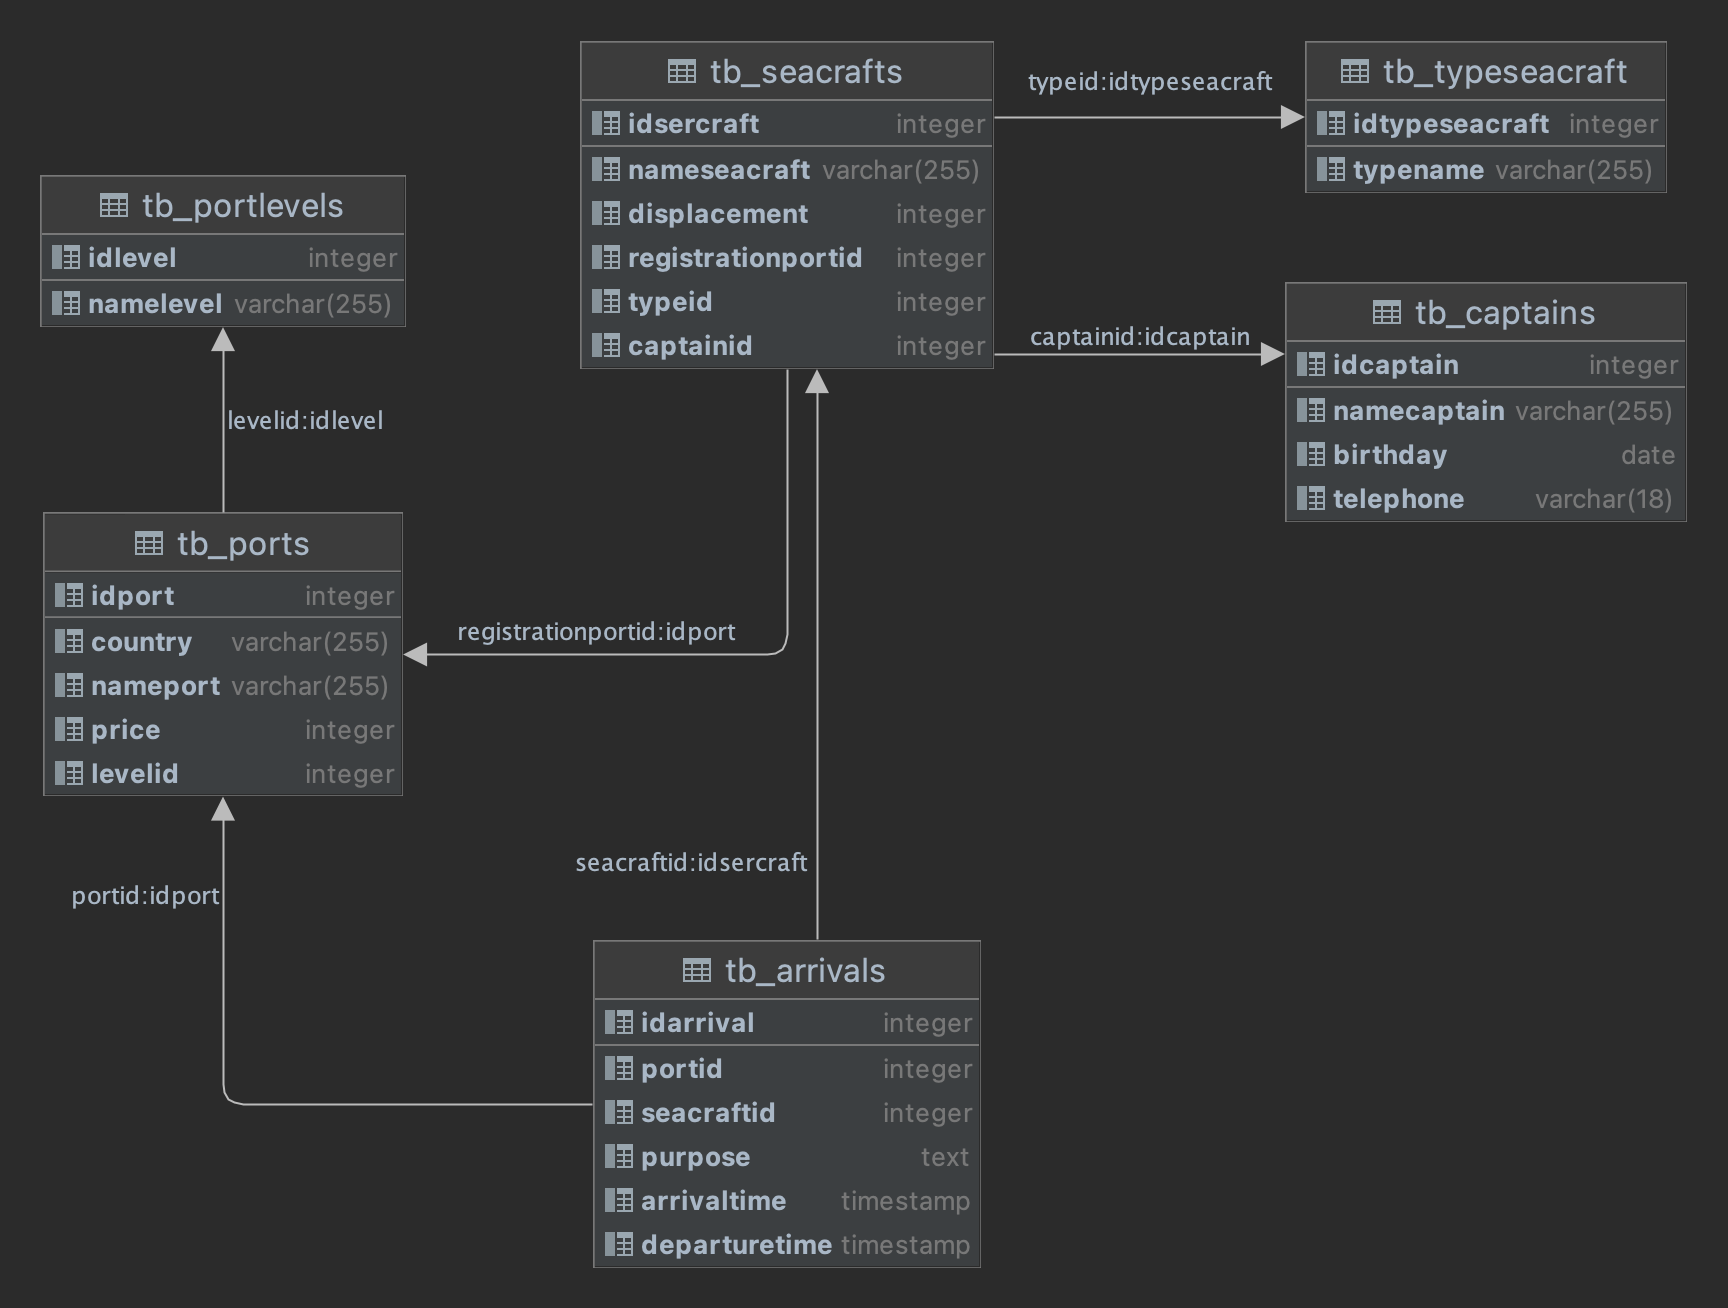 tb_seacrafts
idsercraft integer
nameseacraft varchar(255)
displacement integer
registrationportid integer
typeid integer
captainid integer
typeid:idtypeseacraft
tb_typeseacraft
idtypeseacraft integer
typename varchar(255)
tb_portlevels
idlevel integer
namelevel varchar(255)
captainid:idcaptain
tb_captains
idcaptain integer
namecaptain varchar(255)
birthday date
telephone varchar(18)
levelid:idlevel
tb_ports
idport integer
country varchar(255)
nameport varchar(255)
price integer
levelid integer
registrationportid:idport
seacraftid:idsercraft
portid:idport
tb_arrivals
idarrival integer
portid integer
seacraftid integer
purpose text
arrivaltime timestamp
departuretime timestamp